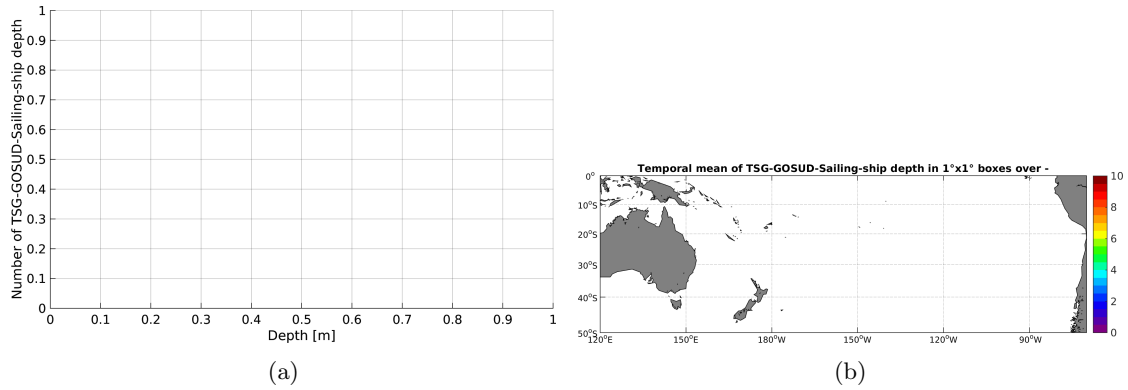 1
0.9
0.8
0.7
0.6
0.5
0.4
0.3
0.2
0.1
0
Number of TSG-GOSUD-Sailing-ship depth
0 0.1 0.2 0.3 0.4 0.5 0.6 0.7 0.8 0.9 1
Depth [m]
(a)
Temporal mean of TSG-GOSUD-Sailing-ship depth in 1°x1° boxes over -
0°
10°S
20°S
30°S
40°S
50°S
120°E 150°E 180°W 150°W 120°W 90°W
10
8
6
4
2
0
(b)